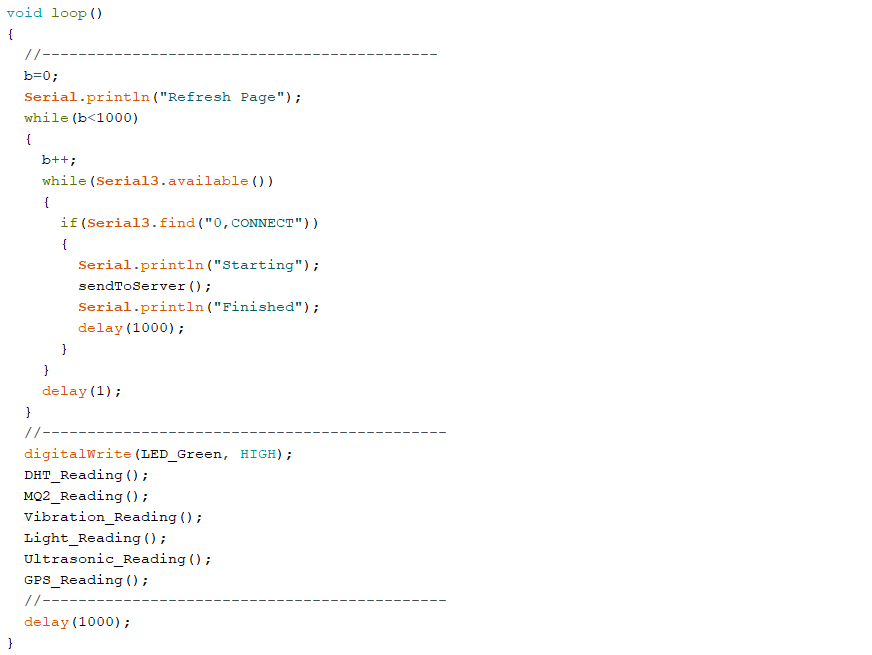 void loop()
{
  //--------------------------------------------
  b=0;
  Serial.println("Refresh Page");
  while(b<1000)
  {
    b++;
    while(Serial3.available())
    {
      if(Serial3.find("0,CONNECT"))
      {
        Serial.println("Starting");
        sendToServer();
        Serial.println("Finished");
        delay(1000);
      }
    }
    delay(1);
  }
  //---------------------------------------------
  digitalWrite(LED_Green, HIGH);
  DHT_Reading();
  MQ2_Reading();
  Vibration_Reading();
  Light_Reading();
  Ultrasonic_Reading();
  GPS_Reading();
  //---------------------------------------------
  delay(1000);
}